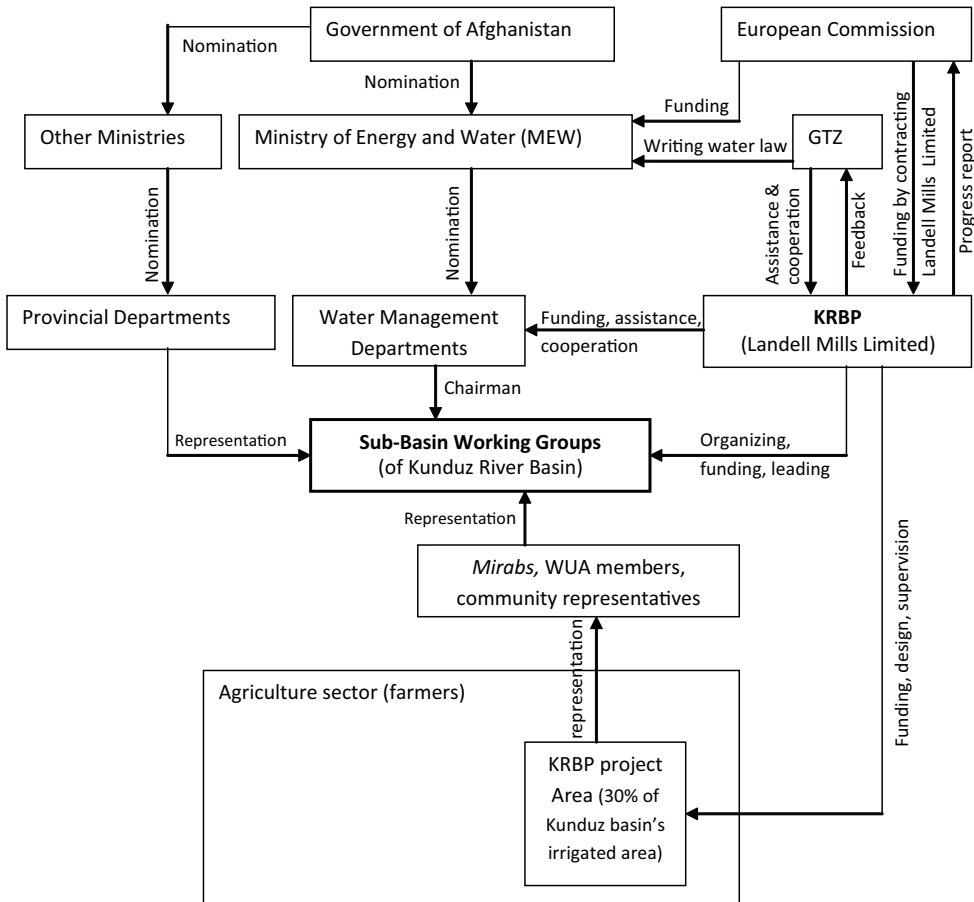 Government of Afghanistan
European Commission
Nomination
Nomination
Funding
Other Ministries
Ministry of Energy and Water (MEW)
GTZ
Writing water law
Funding by contracting
Landell Mills Limited
Progress report
Nomination
Nomination
Assistance &
cooperation
Feedback
Provincial Departments
Water Management
Departments
Funding, assistance,
cooperation
KRBP
(Landell Mills Limited)
Chairman
Representation
Sub-Basin Working Groups
(of Kunduz River Basin)
Organizing,
funding, leading
Representation
Mirabs, WUA members,
community representatives
Funding, design, supervision
representation
Agriculture sector (farmers)
KRBP project
Area (30% of
Kunduz basin's
irrigated area)